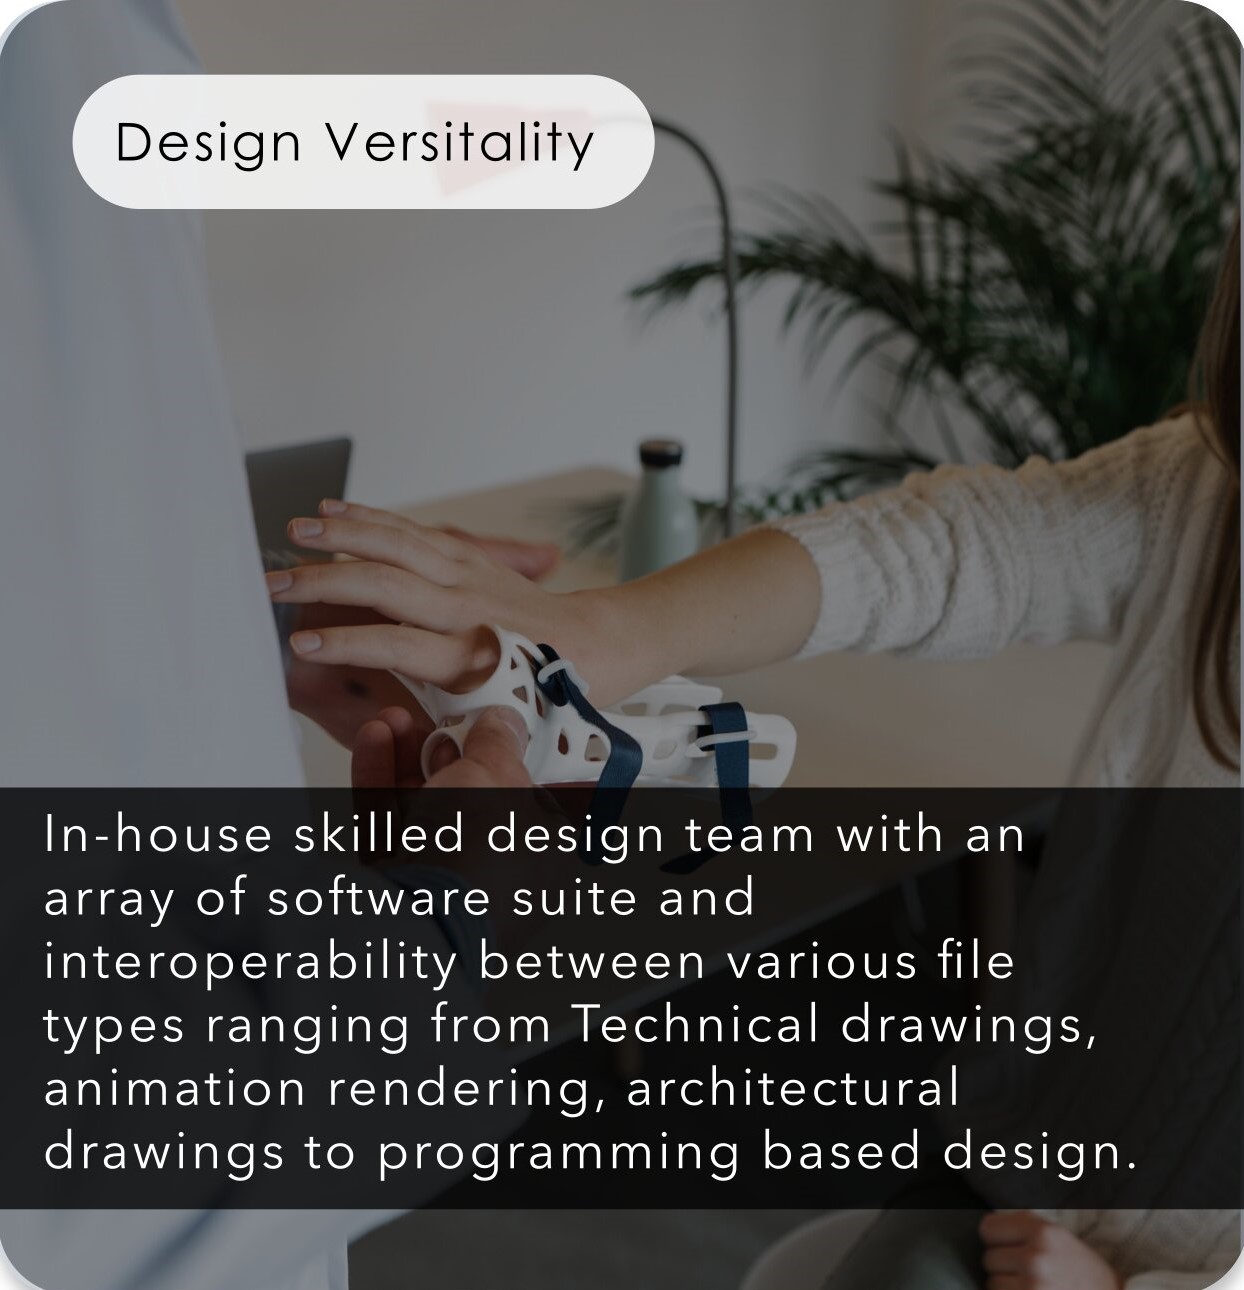 Design Versitality
In-house skilled design team with an
array of software suite and
interoperability between various file
types ranging from Technical drawings,
animation rendering, architectural
drawings to programming based design.